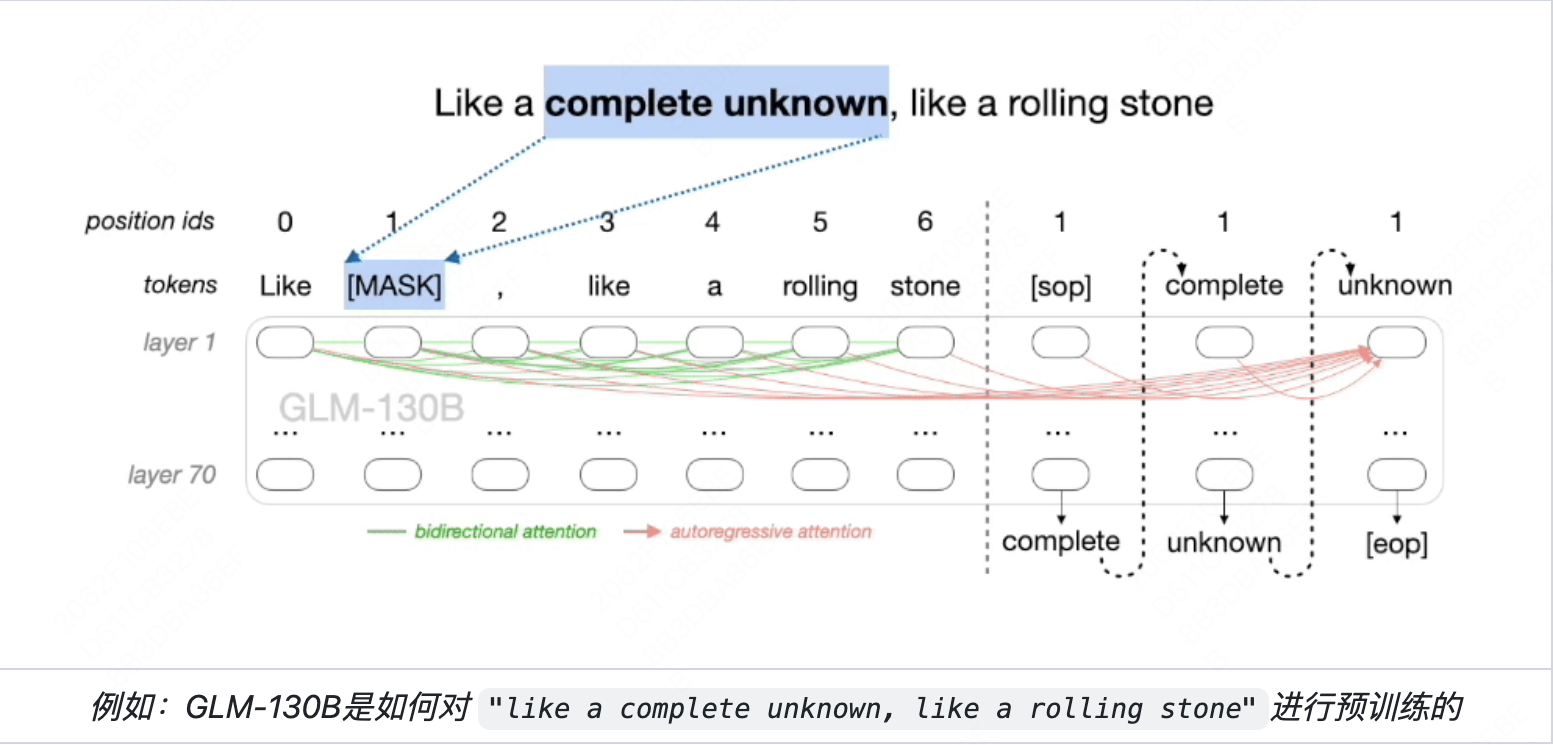 Like a complete unknown, like a rolling stone
position ids 0 1 2 3 4 5 6 1 1 1
tokens Like [MASK] , like a rolling stone [sop] complete unknown
layer 1
GLM-130B
... ... ... ... ... ... ... ... ... ...
layer 70
bidirectional attention autoregressive attention
complete unknown [eop]
例如：GLM-130B是如何对 "like a complete unknown, like a rolling stone" 进行预训练的